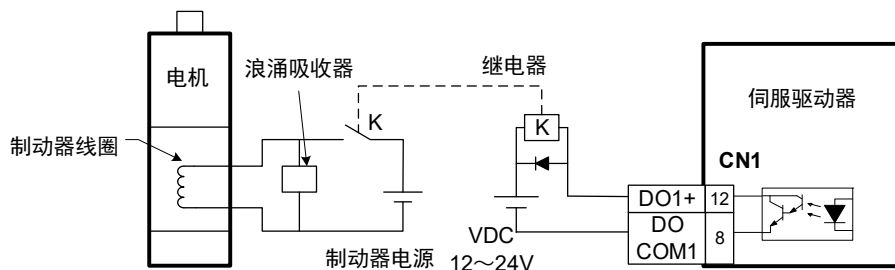 电机
浪涌吸收器
继电器
伺服驱动器
K
K
制动器线圈
CN1
DO1+
12
DO
COM1
8
VDC
12～24V
制动器电源